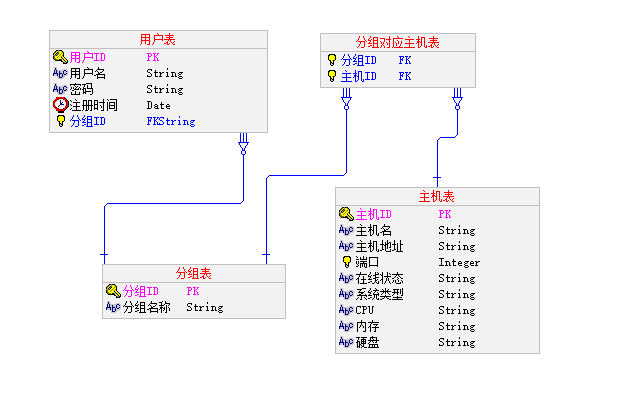 用户表
用户ID PK
用户名 String
密码 String
注册时间 Date
分组ID FKString
分组对应主机表
分组ID FK
主机ID FK
主机表
主机ID PK
主机名 String
主机地址 String
端口 Integer
在线状态 String
系统类型 String
CPU String
内存 String
硬盘 String
分组表
分组ID PK
分组名称 String